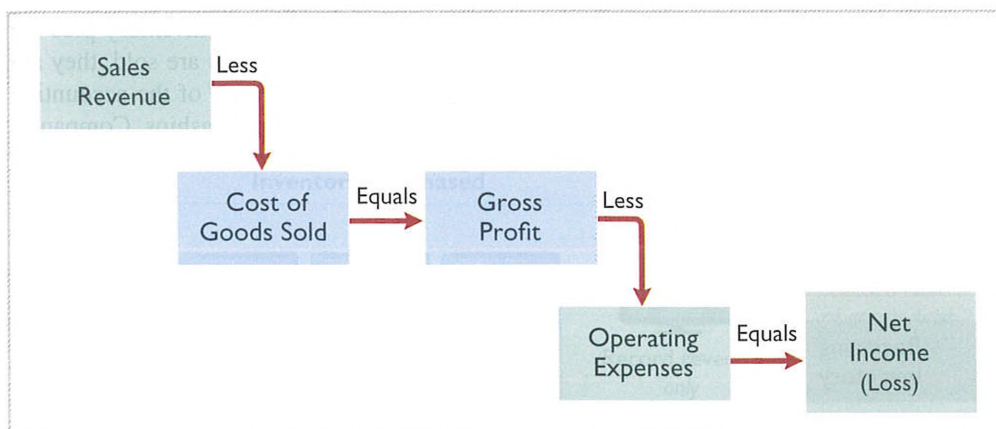 Sales
Revenue
Less
Cost of
Goods Sold
Equals
Gross
Profit
Less
Operating
Expenses
Equals
Net
Income
(Loss)